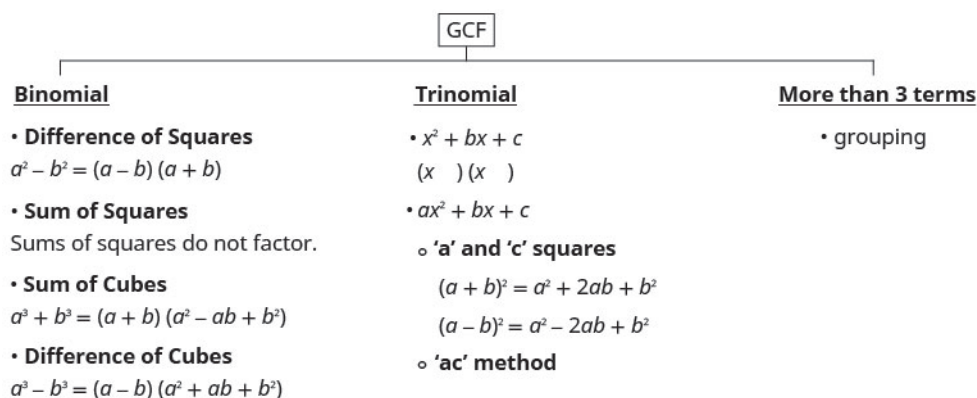 GCF
Binomial
• Difference of Squares
a² – b² = (a – b) (a + b)
• Sum of Squares
Sums of squares do not factor.
• Sum of Cubes
a³ + b³ = (a + b) (a² – ab + b²)
• Difference of Cubes
a³ – b³ = (a – b) (a² + ab + b²)
Trinomial
• x² + bx + c
(x   ) (x   )
• ax² + bx + c
∘ ‘a’ and ‘c’ squares
(a + b)² = a² + 2ab + b²
(a – b)² = a² – 2ab + b²
∘ ‘ac’ method
More than 3 terms
• grouping